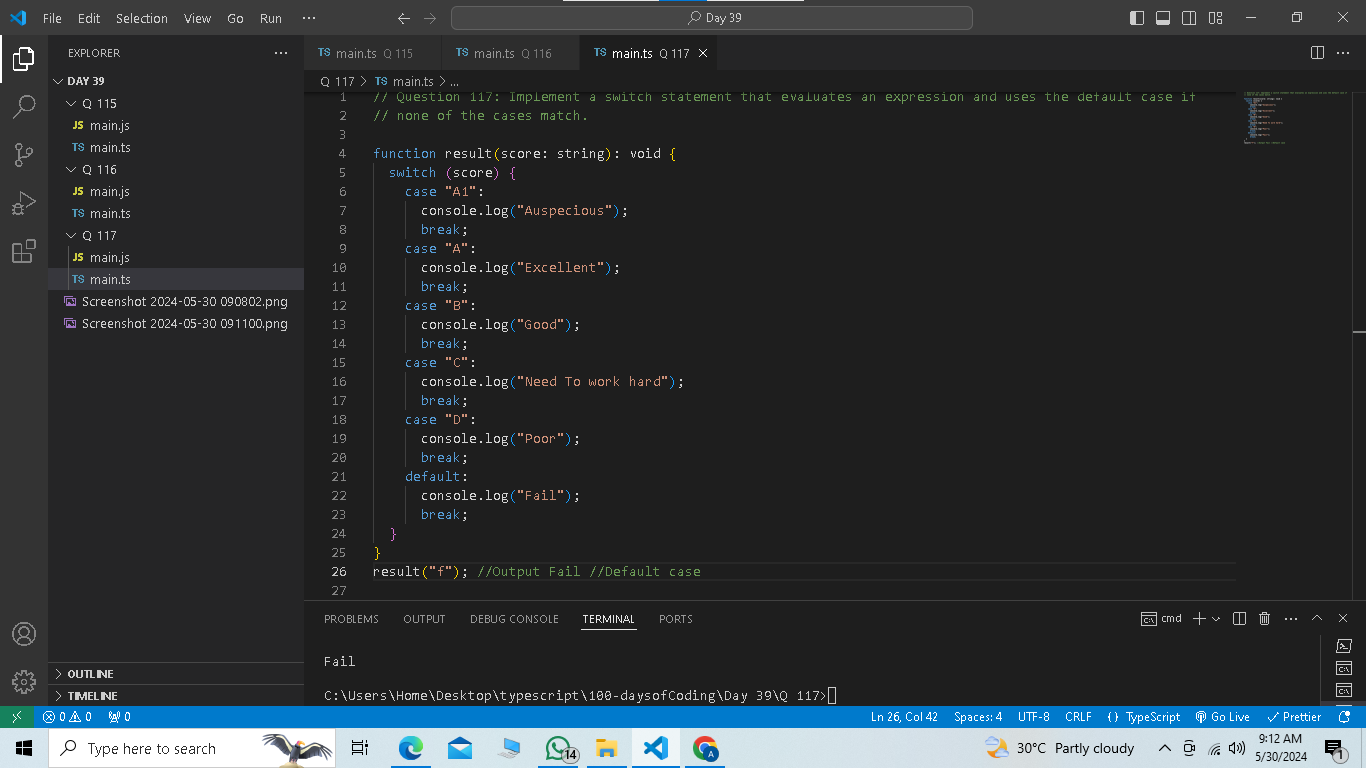 File Edit Selection View Go Run ··· Day 39
EXPLORER ···
DAY 39
Q 115
JS main.js
TS main.ts
Q 116
JS main.js
TS main.ts
Q 117
JS main.js
TS main.ts
Screenshot 2024-05-30 090802.png
Screenshot 2024-05-30 091100.png
OUTLINE
TIMELINE
TS main.ts Q 115 TS main.ts Q 116 TS main.ts Q 117
Q 117 > TS main.ts > ...
1 // Question 117: Implement a switch statement that evaluates an expression and uses the default case if
2 // none of the cases match.
3
4 function result(score: string): void {
5 switch (score) {
6 case "A1":
7 console.log("Auspecious");
8 break;
9 case "A":
10 console.log("Excellent");
11 break;
12 case "B":
13 console.log("Good");
14 break;
15 case "C":
16 console.log("Need To work hard");
17 break;
18 case "D":
19 console.log("Poor");
20 break;
21 default:
22 console.log("Fail");
23 break;
24 }
25 }
26 result("f"); //Output Fail //Default case
27
PROBLEMS OUTPUT DEBUG CONSOLE TERMINAL PORTS cmd
Fail
C:\Users\Home\Desktop\typescript\100-daysofCoding\Day 39\Q 117>
0 0 0 Ln 26, Col 42 Spaces: 4 UTF-8 CRLF {} TypeScript Go Live Prettier
Type here to search 14 A 30°C Partly cloudy 9:12 AM
5/30/2024 1